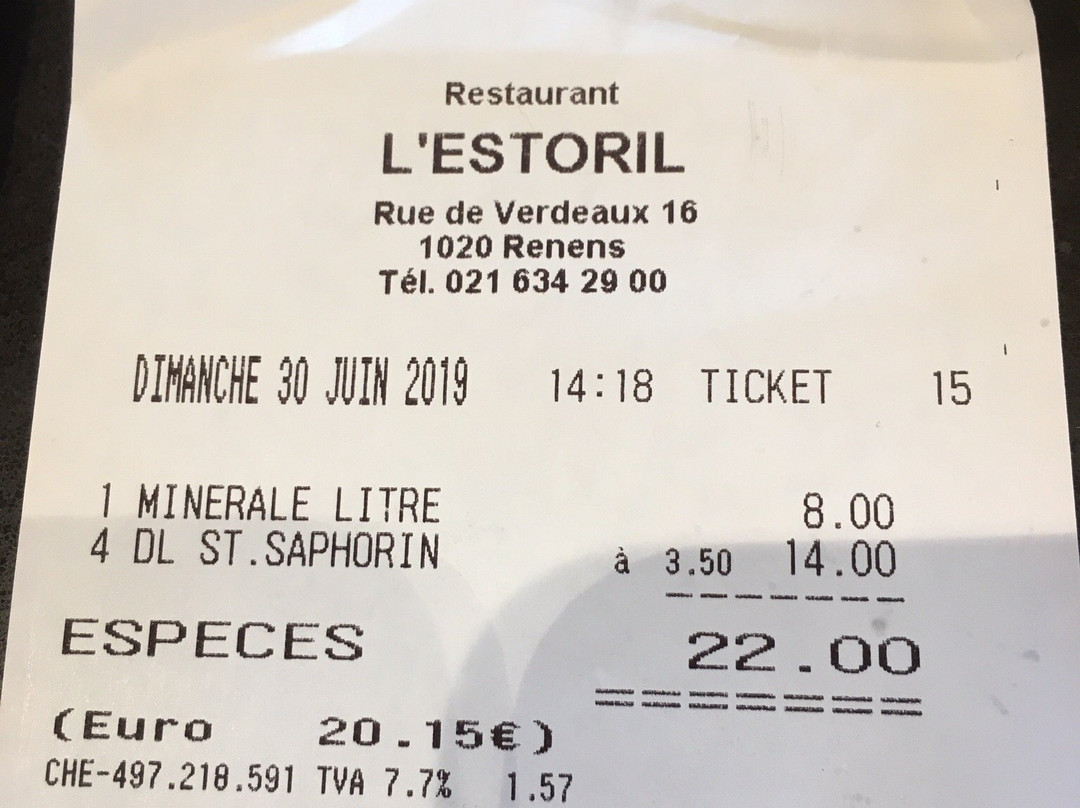 Restaurant
L'ESTORIL
Rue de Verdeaux 16
1020 Renens
Tél. 021 634 29 00
DIMANCHE 30 JUIN 2019 14:18 TICKET 15
1 MINERALE LITRE 8.00
4 DL ST.SAPHORIN à 3.50 14.00
ESPECES 22.00
(Euro 20.15€)
CHE-497.218.591 TVA 7.7% 1.57